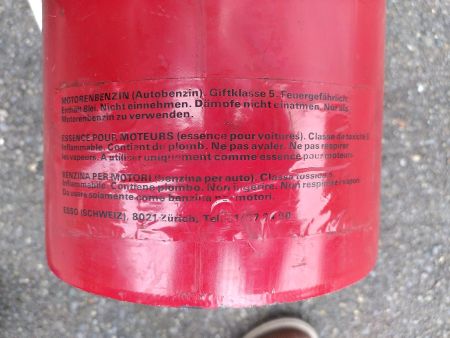 MOTORENBENZIN (Autobenzin). Giftklasse 5. Feuergefährlich.
Enthält Blei. Nicht einnehmen. Dämpfe nicht einatmen. Nur als
Motorenbenzin zu verwenden.
ESSENCE POUR MOTEURS (essence pour voitures). Classe de toxicité 5
Inflammable. Contient du plomb. Ne pas avaler. Ne pas respirer
les vapeurs. A utiliser uniquement comme essence pour moteurs
BENZINA PER MOTORI (benzina per auto). Classe tossica 5.
Infiammabile. Contiene piombo. Non ingerire. Non respirare vapori.
Da usare solamente come benzina per motori.
ESSO (SCHWEIZ), 8021 Zürich, Tel.